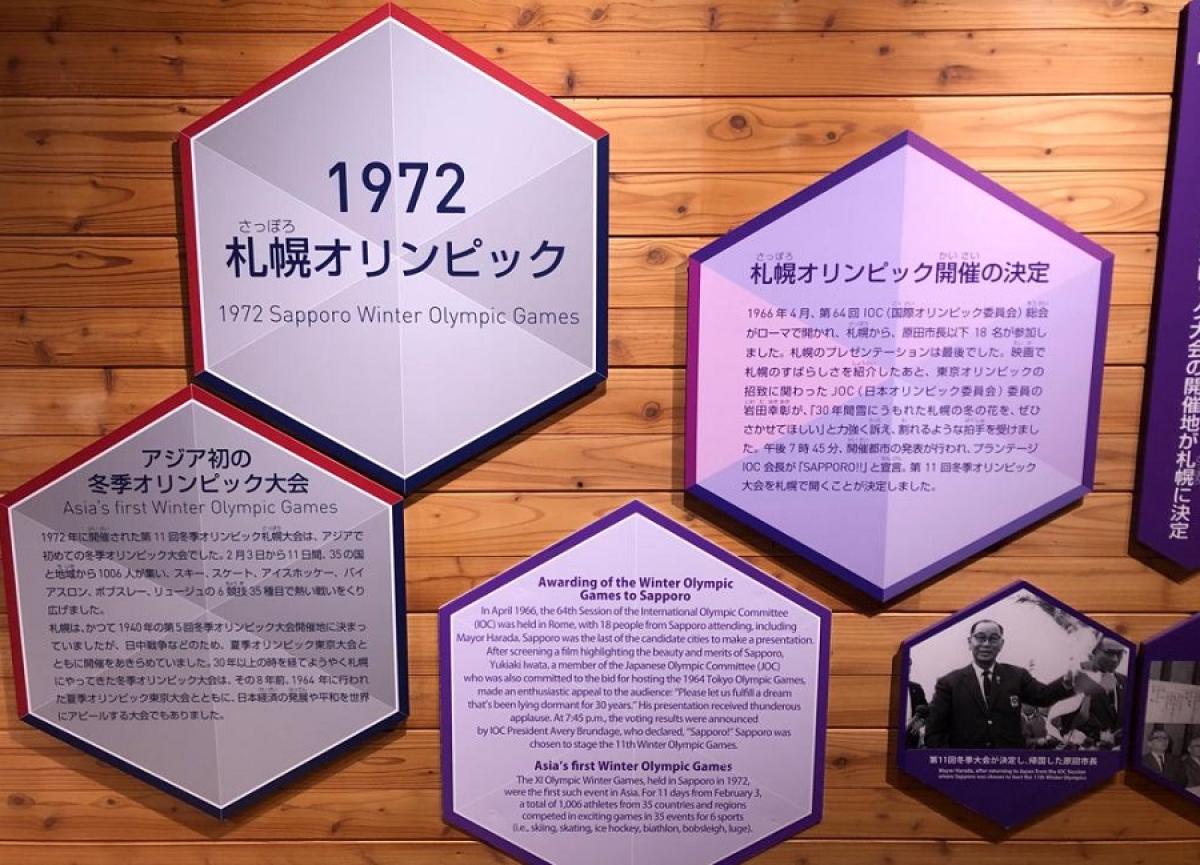 1972
さっぽろ
札幌オリンピック
1972 Sapporo Winter Olympic Games
アジア初の
冬季オリンピック大会
Asia's first Winter Olympic Games
1972年に開催された第11回冬季オリンピック札幌大会は、アジアで
初めての冬季オリンピック大会でした。2月3日から11日間、35の国
と地域から1006人が集い、スキー、スケート、アイスホッケー、バイ
アスロン、ボブスレー、リュージュの6競技35種目で熱い戦いをくり
広げました。
札幌は、かつて1940年の第5回冬季オリンピック大会開催地に決まっ
ていましたが、日中戦争などのため、夏季オリンピック東京大会と
ともに開催をあきらめていました。30年以上の時を経てようやく札幌
にやってきた冬季オリンピック大会は、その8年前、1964年に行われ
た夏季オリンピック東京大会とともに、日本経済の発展や平和を世界
にアピールする大会でもありました。
さっぽろ かいさい
札幌オリンピック開催の決定
1966年4月、第64回IOC（国際オリンピック委員会）総会
がローマで開かれ、札幌から、原田市長以下18名が参加し
ました。札幌のプレゼンテーションは最後でした。映画で
札幌のすばらしさを紹介したあと、東京オリンピックの
招致に関わったJOC（日本オリンピック委員会）委員の
岩田幸彰が、「30年間雪にうもれた札幌の冬の花を、ぜひ
さかせてほしい」と力強く訴え、割れるような拍手を受けまし
た。午後7時45分、開催都市の発表が行われ、ブランデージ
IOC会長が「SAPPORO!!」と宣言。第11回冬季オリンピック
大会を札幌で開くことが決定しました。
Awarding of the Winter Olympic
Games to Sapporo
In April 1966, the 64th Session of the International Olympic Committee
(IOC) was held in Rome, with 18 people from Sapporo attending, including
Mayor Harada. Sapporo was the last of the candidate cities to make a presentation.
After screening a film highlighting the beauty and merits of Sapporo,
Yukiaki Iwata, a member of the Japanese Olympic Committee (JOC)
who was also committed to the bid for hosting the 1964 Tokyo Olympic Games,
made an enthusiastic appeal to the audience: "Please let us fulfill a dream
that's been lying dormant for 30 years." His presentation received thunderous
applause. At 7:45 p.m., the voting results were announced
by IOC President Avery Brundage, who declared, "Sapporo!" Sapporo was
chosen to stage the 11th Winter Olympic Games.
Asia's first Winter Olympic Games
The XI Olympic Winter Games, held in Sapporo in 1972,
were the first such event in Asia. For 11 days from February 3,
a total of 1,006 athletes from 35 countries and regions
competed in exciting games in 35 events for 6 sports
(i.e., skiing, skating, ice hockey, biathlon, bobsleigh, luge).
第11回冬季大会が決定し、帰国した原田市長
Mayor Harada, after returning to Japan from the IOC Session
where Sapporo was chosen to host the 11th Winter Olympics
大会の開催地が札幌に決定